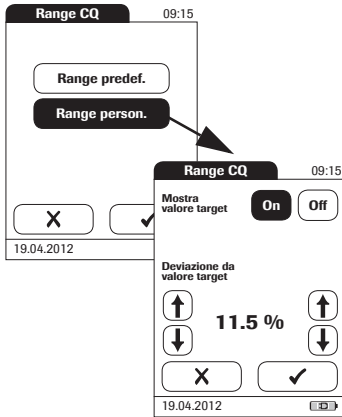 Range CQ 09:15
Range predef.
Range person.
19.04.2012
Range CQ 09:15
Mostra
valore target
On Off
Deviazione da
valore target
11.5 %
19.04.2012